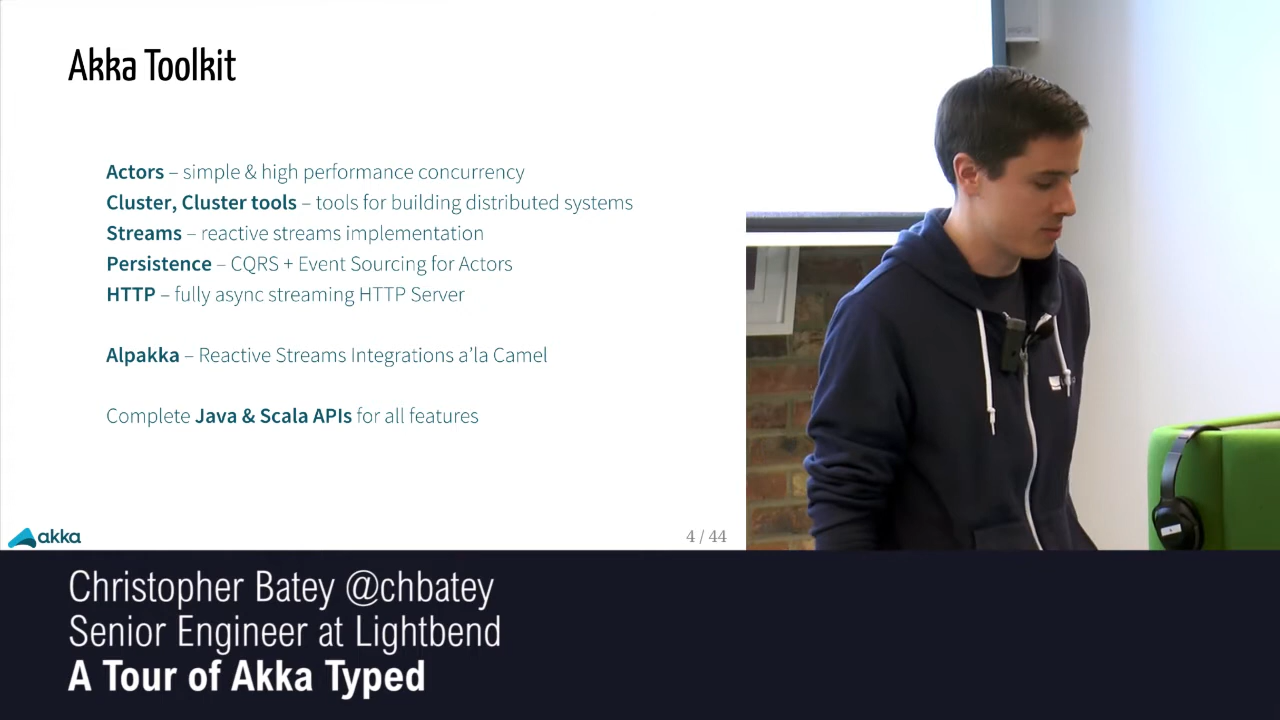 Akka Toolkit
Actors – simple & high performance concurrency
Cluster, Cluster tools – tools for building distributed systems
Streams – reactive streams implementation
Persistence – CQRS + Event Sourcing for Actors
HTTP – fully async streaming HTTP Server
Alpakka – Reactive Streams Integrations a’la Camel
Complete Java & Scala APIs for all features
akka
4 / 44
Christopher Batey @chbatey
Senior Engineer at Lightbend
A Tour of Akka Typed